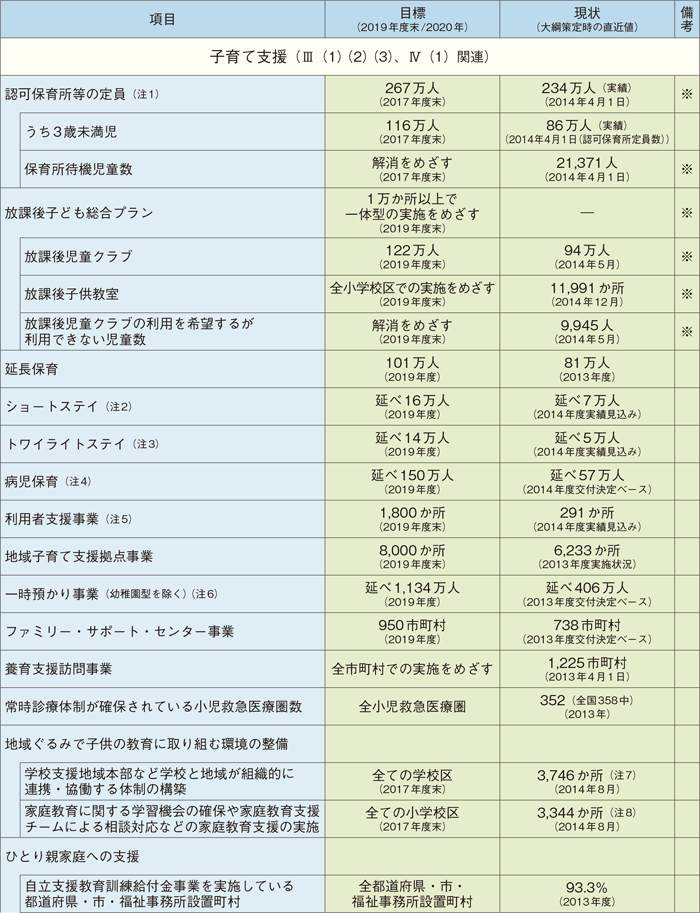 項目
目標
(2019年度末/2020年)
現状
(大綱策定時の直近値)
備考
子育て支援(Ⅲ(1)(2)(3)、Ⅳ(1)関連)
認可保育所等の定員(注1)
267万人
(2017年度末)
234万人(実績)
(2014年4月1日)
※
うち3歳未満児
116万人
(2017年度末)
86万人(実績)
(2014年4月1日(認可保育所定員数))
保育所待機児童数
解消をめざす
(2017年度末)
21,371人
(2014年4月1日)
※
放課後子ども総合プラン
1万か所以上で
一体型の実施をめざす
(2019年度末)
―
※
放課後児童クラブ
122万人
(2019年度末)
94万人
(2014年5月)
※
放課後子供教室
全小学校区での実施をめざす
(2019年度末)
11,991か所
(2014年12月)
※
放課後児童クラブの利用を希望するが
利用できない児童数
解消をめざす
(2019年度末)
9,945人
(2014年5月)
※
延長保育
101万人
(2019年度)
81万人
(2013年度)
ショートステイ(注2)
延べ16万人
(2019年度)
延べ7万人
(2014年度実績見込み)
トワイライトステイ(注3)
延べ14万人
(2019年度)
延べ5万人
(2014年度実績見込み)
病児保育(注4)
延べ150万人
(2019年度)
延べ57万人
(2014年度交付決定ベース)
利用者支援事業(注5)
1,800か所
(2019年度末)
291か所
(2014年度実績見込み)
地域子育て支援拠点事業
8,000か所
(2019年度末)
6,233か所
(2013年度実施状況)
一時預かり事業(幼稚園型を除く)(注6)
延べ1,134万人
(2019年度)
延べ406万人
(2013年度交付決定ベース)
ファミリー・サポート・センター事業
950市町村
(2019年度)
738市町村
(2013年度交付決定ベース)
養育支援訪問事業
全市町村での実施をめざす
1,225市町村
(2013年4月1日)
常時診療体制が確保されている小児救急医療圏数
全小児救急医療圏
352(全国358中)
(2013年)
地域ぐるみで子供の教育に取り組む環境の整備
学校支援地域本部など学校と地域が組織的に
連携・協働する体制の構築
全ての学校区
(2017年度末)
3,746か所(注7)
(2014年8月)
家庭教育に関する学習機会の確保や家庭教育支援
チームによる相談対応などの家庭教育支援の実施
全ての小学校区
(2017年度末)
3,344か所(注8)
(2014年8月)
ひとり親家庭への支援
自立支援教育訓練給付金事業を実施している
都道府県・市・福祉事務所設置町村
全都道府県・市・
福祉事務所設置町村
93.3%
(2013年度)